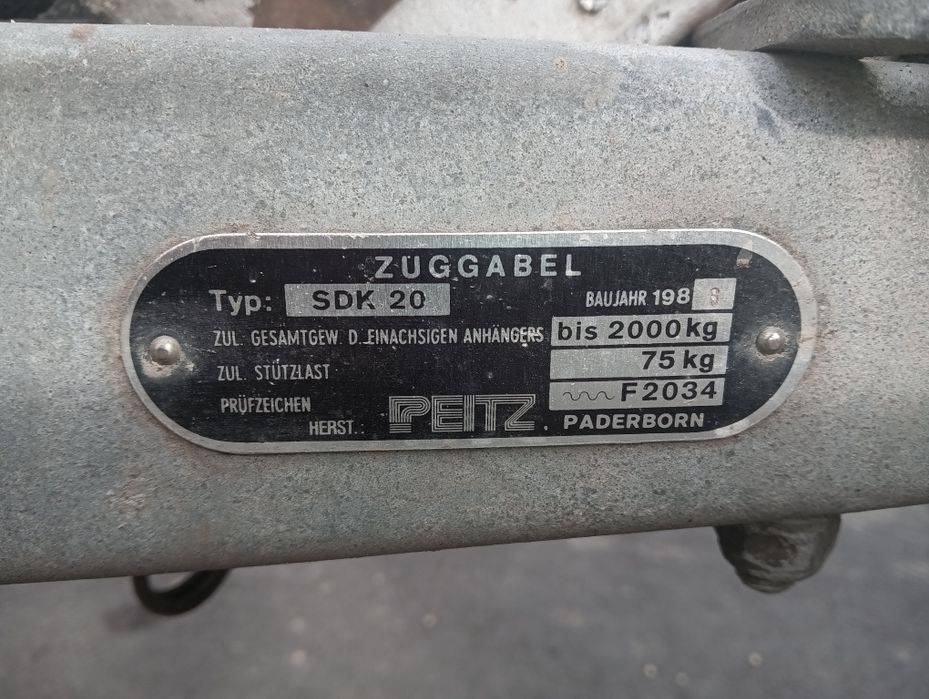 ZUGGABEL
Typ: SDK 20 BAUJAHR 198
ZUL. GESAMTGEW. D. EINACHSIGEN ANHÄNGERS bis 2000 kg
ZUL. STÜTZLAST 75 kg
PRÜFZEICHEN F 2034
HERST.: PEITZ. PADERBORN